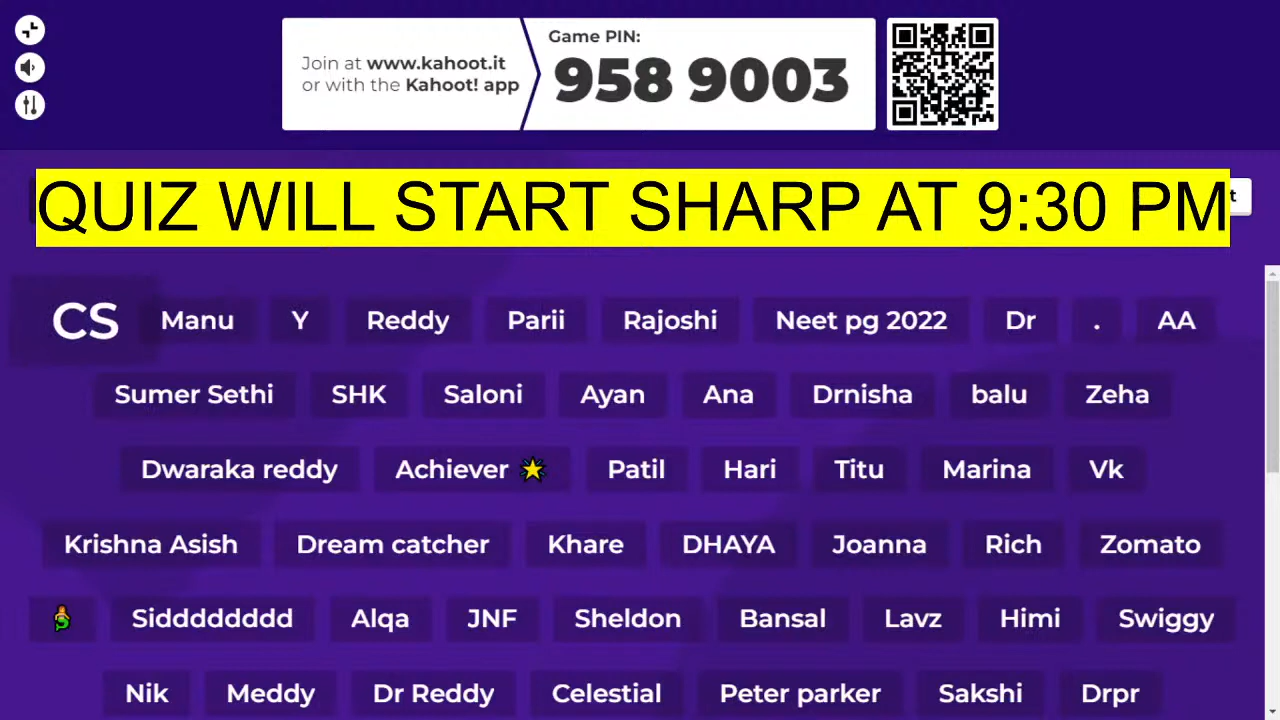 Join at www.kahoot.it
or with the Kahoot! app
Game PIN:
958 9003
QUIZ WILL START SHARP AT 9:30 PM
t
CS Manu Y Reddy Parii Rajoshi Neet pg 2022 Dr . AA
Sumer Sethi SHK Saloni Ayan Ana Drnisha balu Zeha
Dwaraka reddy Achiever 🌟 Patil Hari Titu Marina Vk
Krishna Asish Dream catcher Khare DHAYA Joanna Rich Zomato
Sidddddddd Alqa JNF Sheldon Bansal Lavz Himi Swiggy
Nik Meddy Dr Reddy Celestial Peter parker Sakshi Drpr